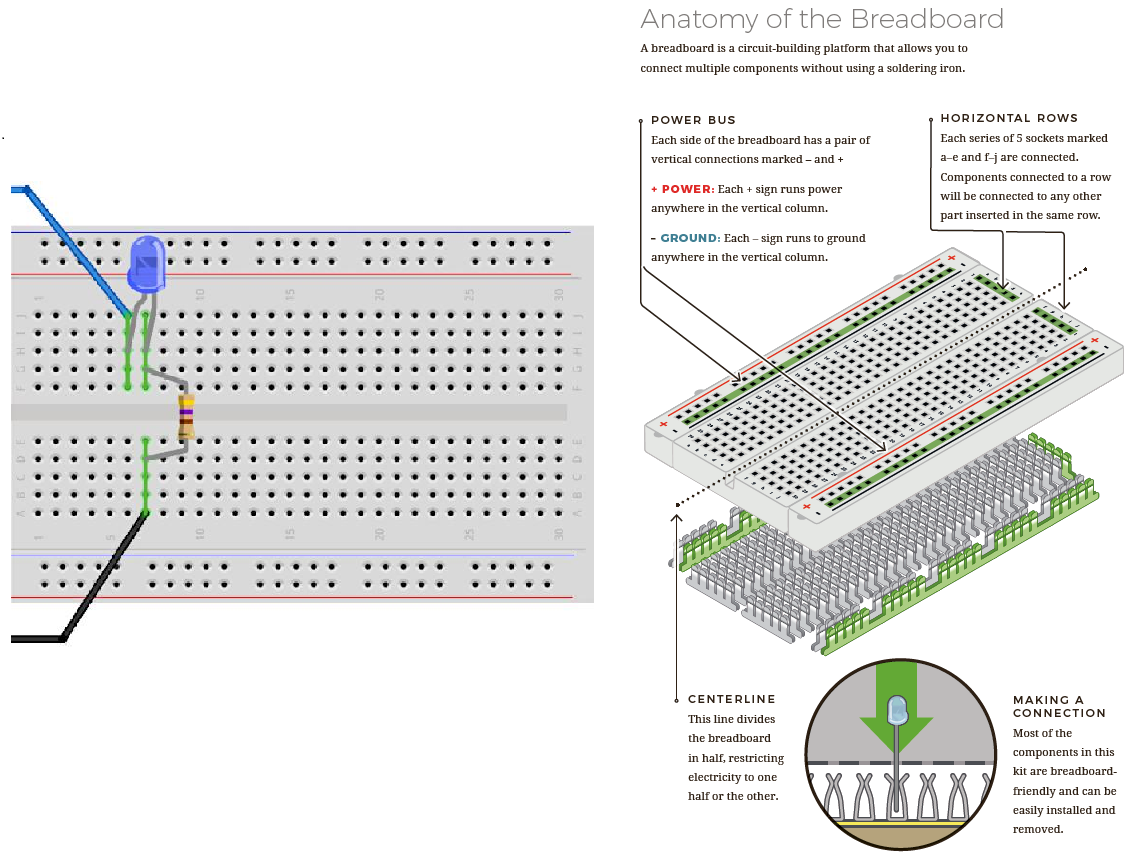 Anatomy of the Breadboard
A breadboard is a circuit-building platform that allows you to
connect multiple components without using a soldering iron.
POWER BUS
Each side of the breadboard has a pair of
vertical connections marked – and +
+ POWER: Each + sign runs power
anywhere in the vertical column.
– GROUND: Each – sign runs to ground
anywhere in the vertical column.
HORIZONTAL ROWS
Each series of 5 sockets marked
a–e and f–j are connected.
Components connected to a row
will be connected to any other
part inserted in the same row.
1 10 15 20 25 30
J J
I I
H H
G G
F F
E E
D D
C C
B B
A A
1 5 10 15 20 25 30
CENTERLINE
This line divides
the breadboard
in half, restricting
electricity to one
half or the other.
MAKING A
CONNECTION
Most of the
components in this
kit are breadboard-
friendly and can be
easily installed and
removed.